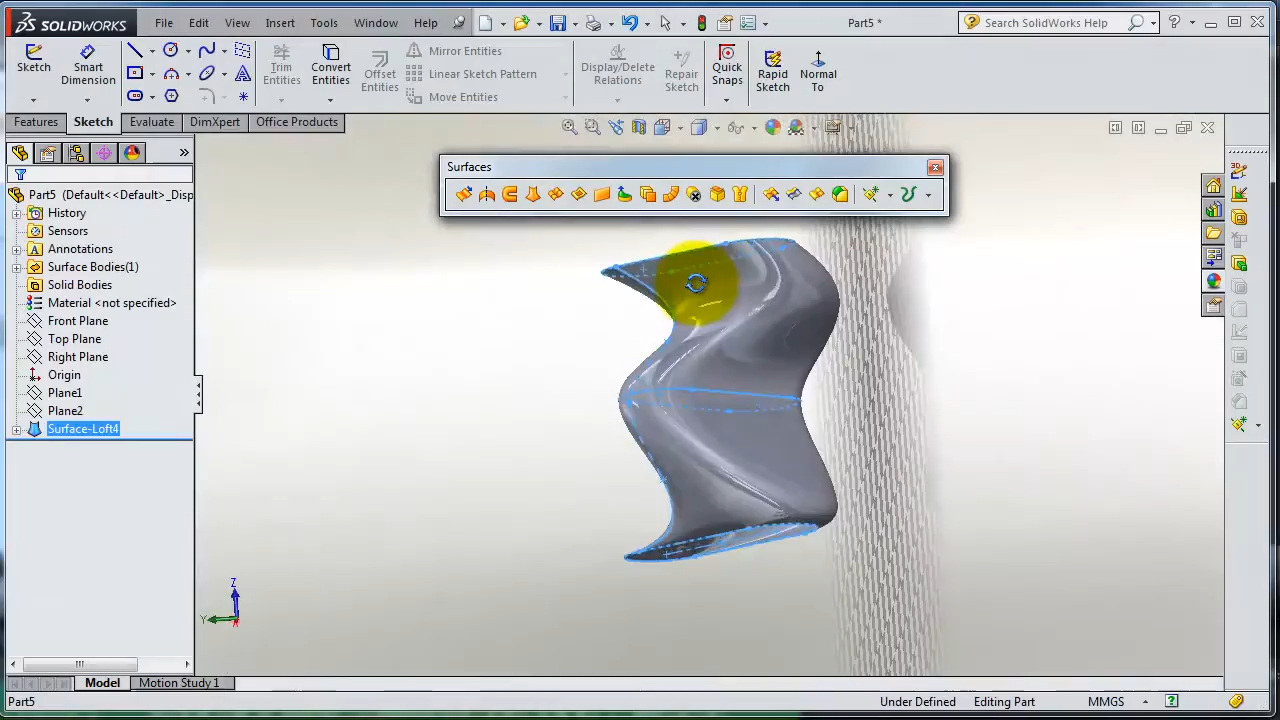 SOLIDWORKS File Edit View Insert Tools Window Help Part5 * Search SolidWorks Help
Sketch Smart Dimension Trim Entities Convert Entities Offset Entities Mirror Entities Linear Sketch Pattern Move Entities Display/Delete Relations Repair Sketch Quick Snaps Rapid Sketch Normal To
Features Sketch Evaluate DimXpert Office Products
Surfaces
Part5 (Default<<Default>_Disp
History
Sensors
Annotations
Surface Bodies(1)
Solid Bodies
Material <not specified>
Front Plane
Top Plane
Right Plane
Origin
Plane1
Plane2
Surface-Loft4
Z
Y
Model Motion Study 1
Part5 Under Defined Editing Part MMGS